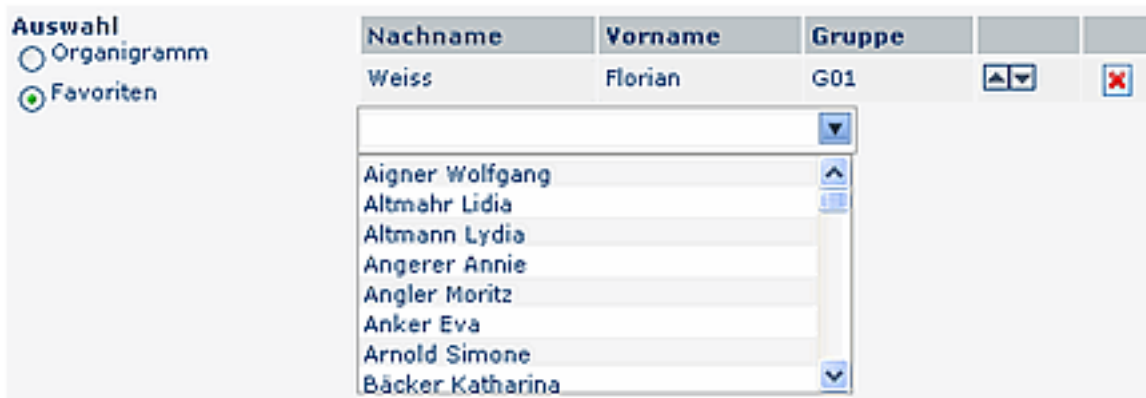 Auswahl
Organigramm
Favoriten
Nachname Vorname Gruppe
Weiss Florian G01
Aigner Wolfgang
Altmahr Lidia
Altmann Lydia
Angerer Annie
Angler Moritz
Anker Eva
Arnold Simone
Bäcker Katharina